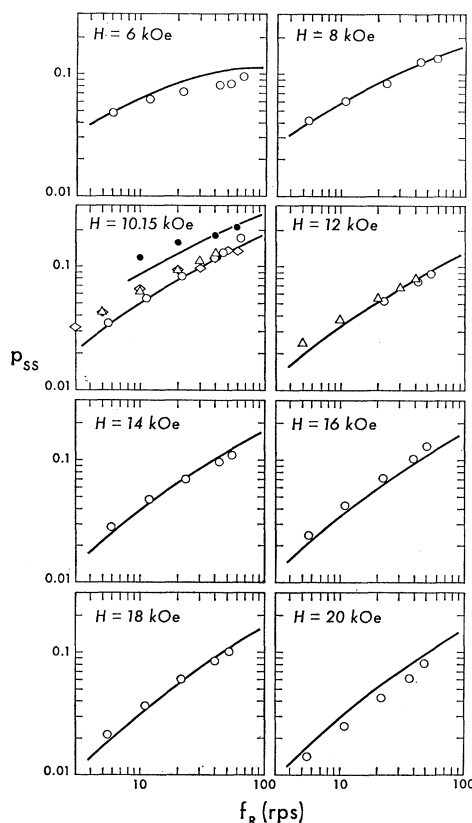 H = 6 kOe
H = 8 kOe
0.1
0.01
H = 10.15 kOe
H = 12 kOe
0.1
0.01
pSS
H = 14 kOe
H = 16 kOe
0.1
0.01
H = 18 kOe
H = 20 kOe
0.1
0.01
10
100
10
100
fR (rps)